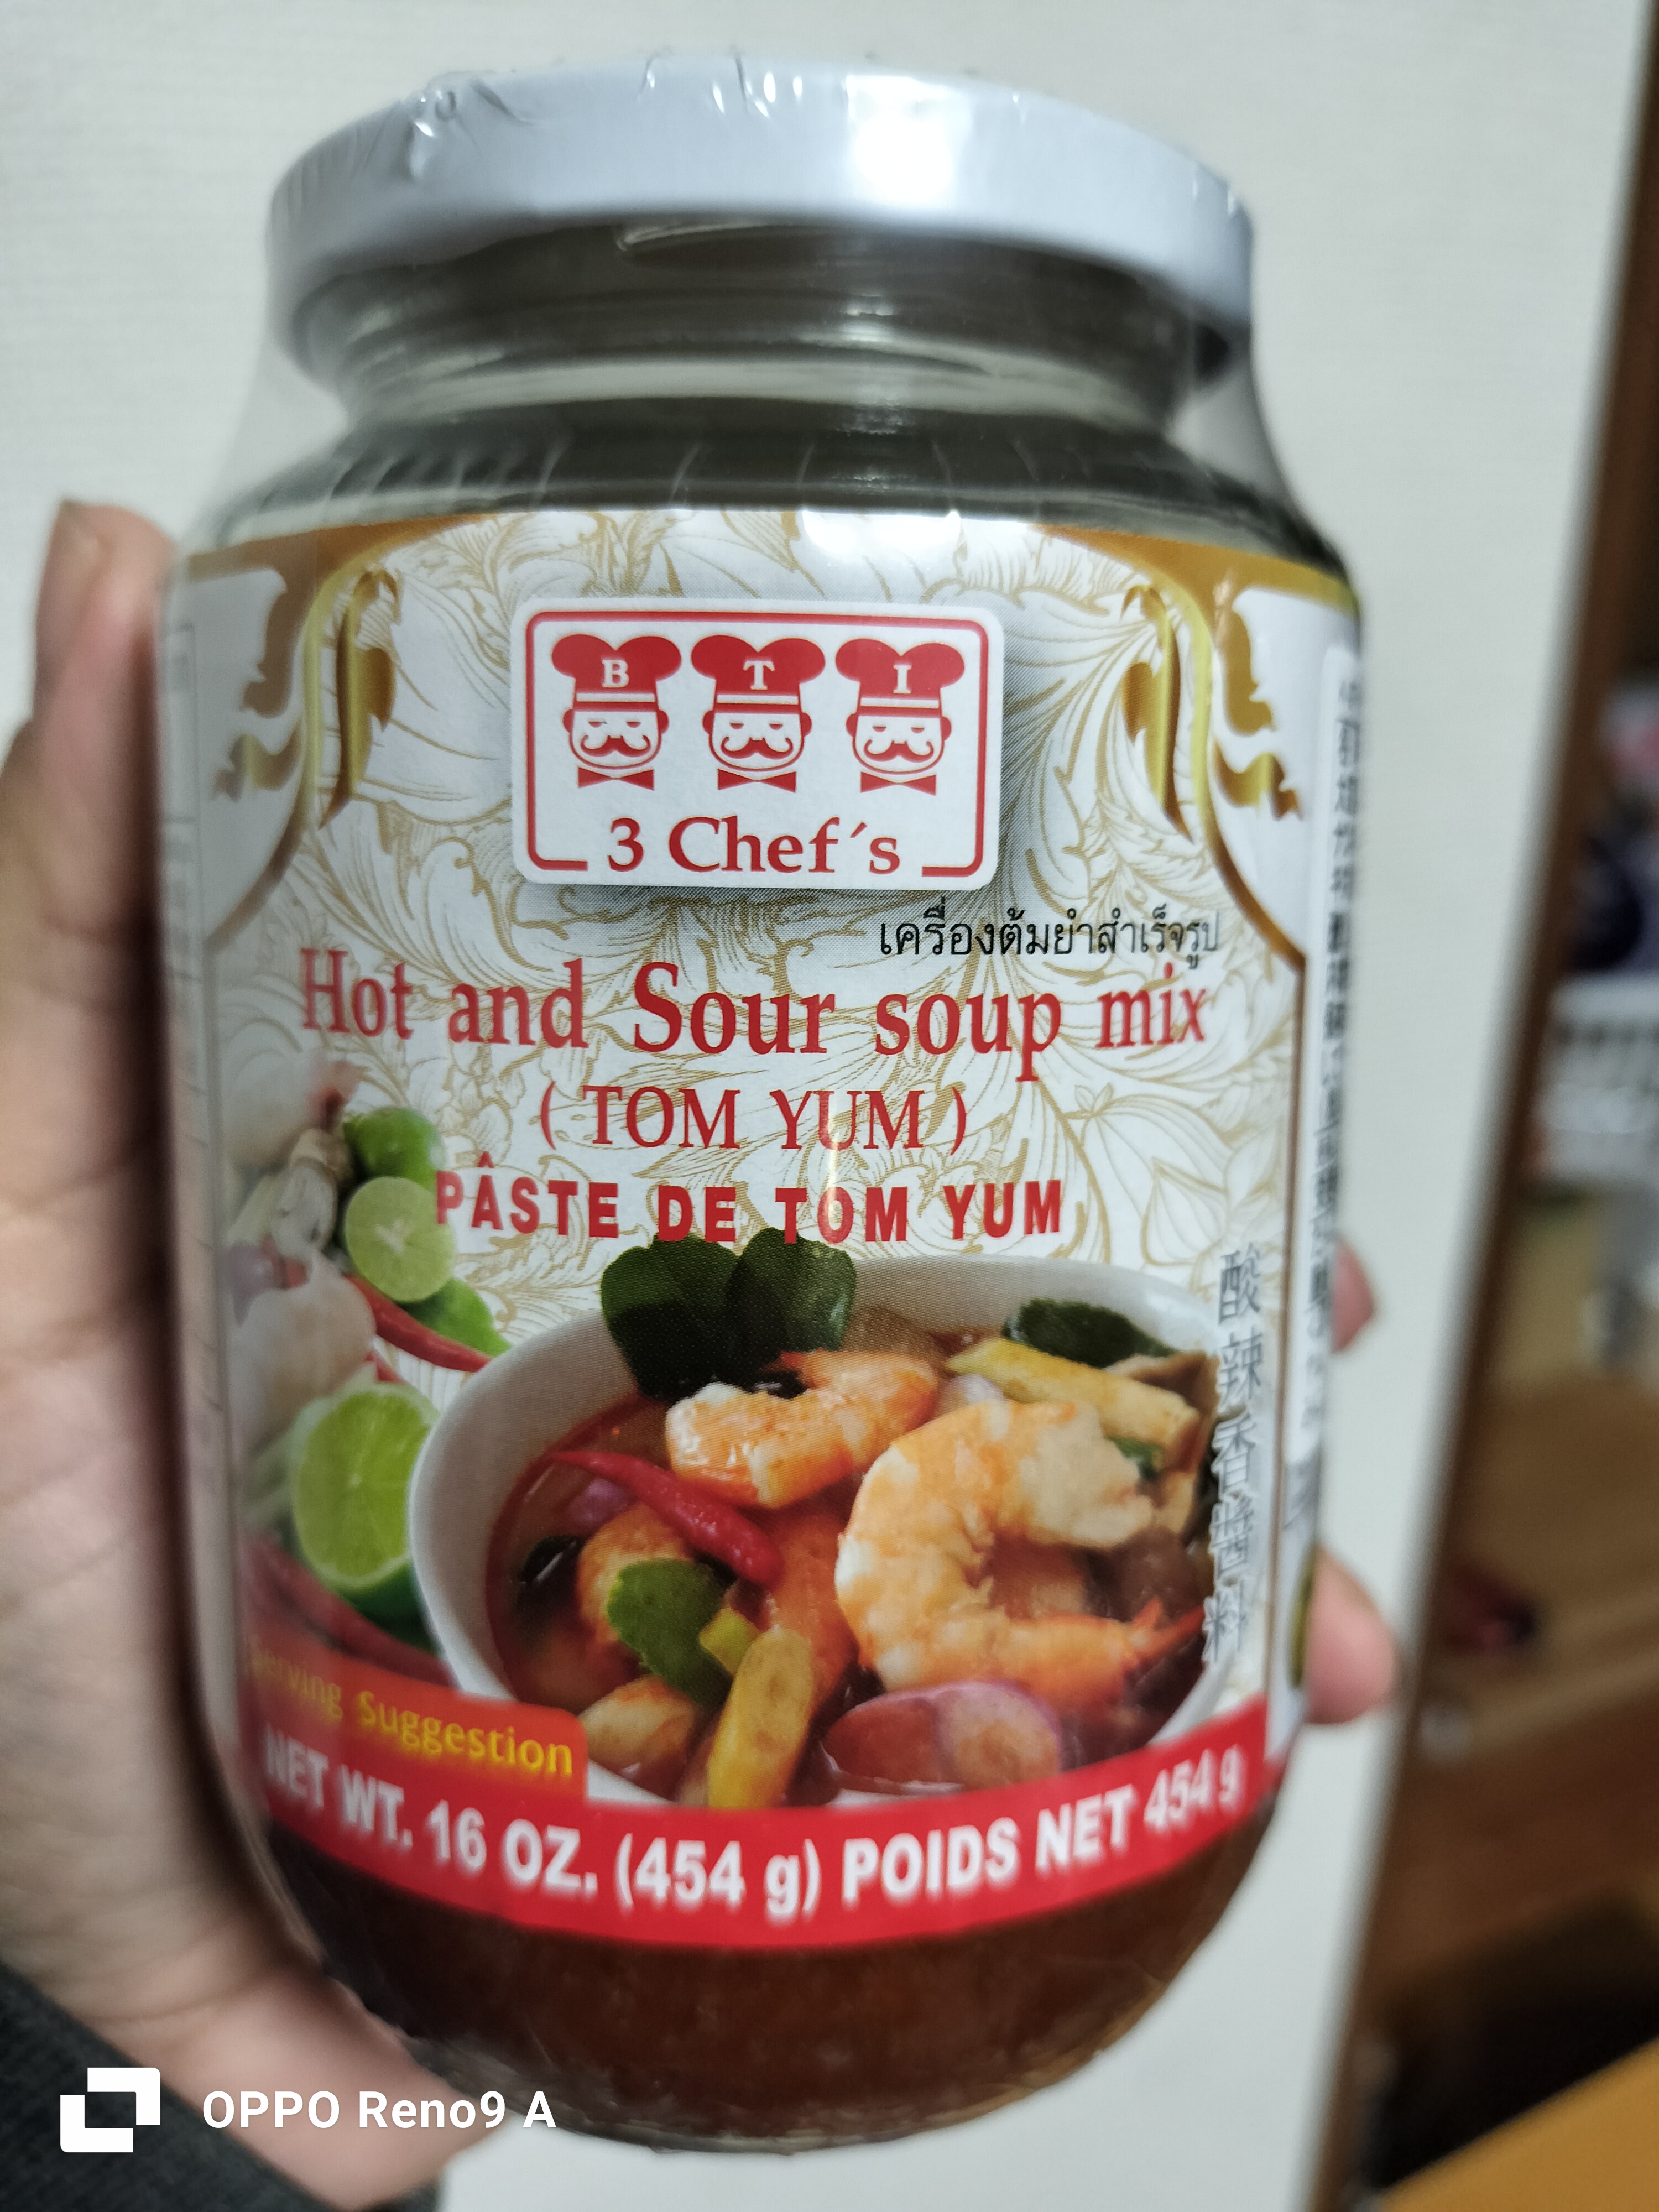 B T I
3 Chef´s
เครื่องต้มยำสำเร็จรูป
Hot and Sour soup mix
( TOM YUM )
PÂSTE DE TOM YUM
酸辣香醬料
Serving Suggestion
NET WT. 16 OZ. (454 g) POIDS NET 454 g
OPPO Reno9 A